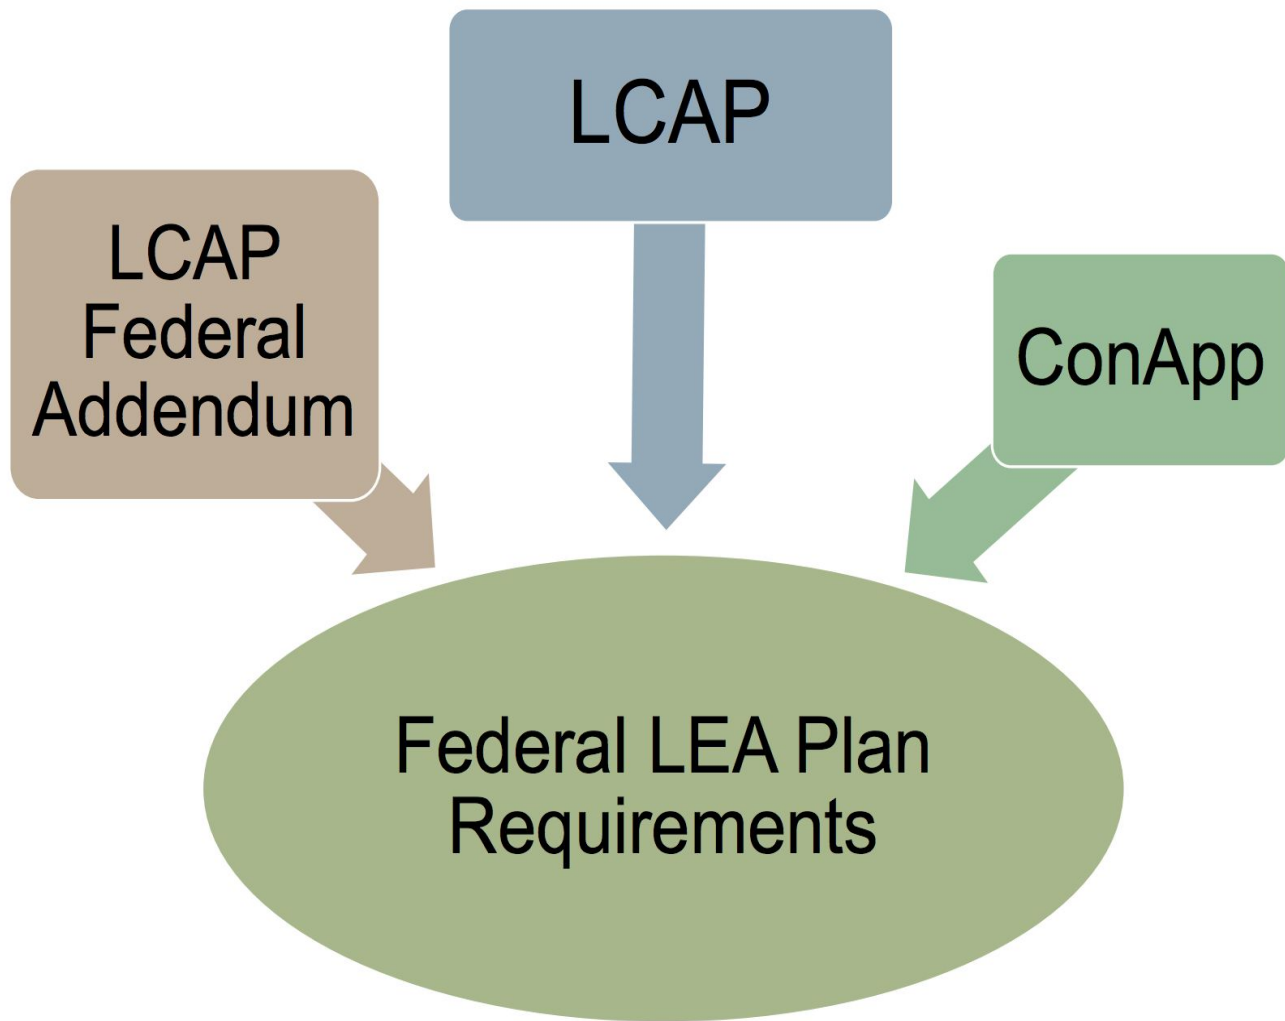 LCAP
LCAP
Federal
Addendum
ConApp
Federal LEA Plan
Requirements